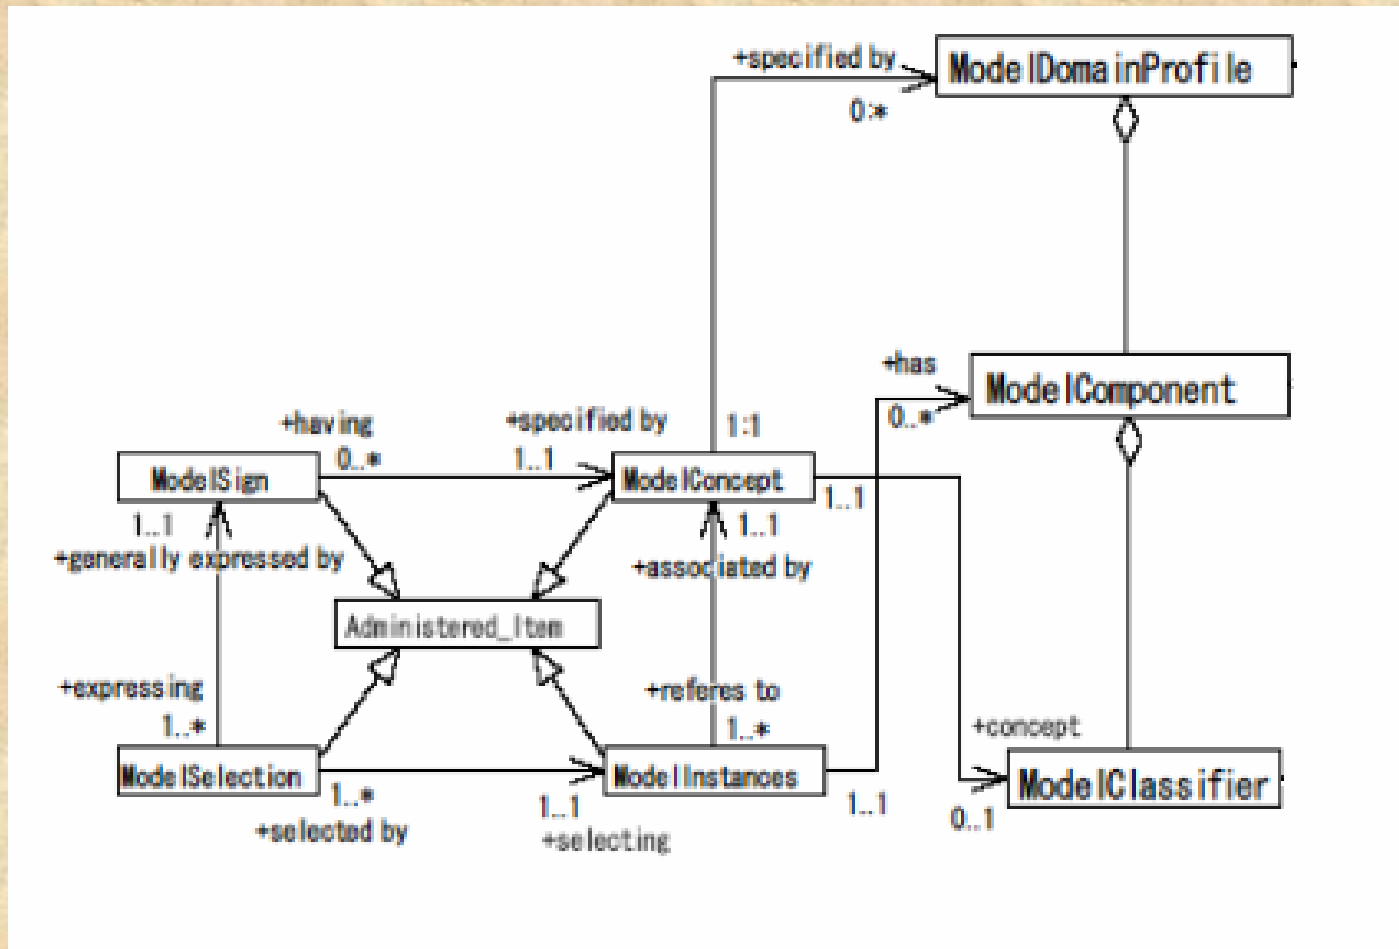 +specified by
ModelDomainProfile
0:*
+has
ModelComponent
0..*
+having
+specified by
1:1
0..*
1..1
ModelSign
ModelConcept
1..1
1..1
1..1
+generally expressed by
+associated by
Administered_Item
+expressing
+referes to
1..*
1..*
+concept
ModelSelection
ModelInstances
ModelClassifier
1..*
1..1
1..1
0..1
+selected by
+selecting